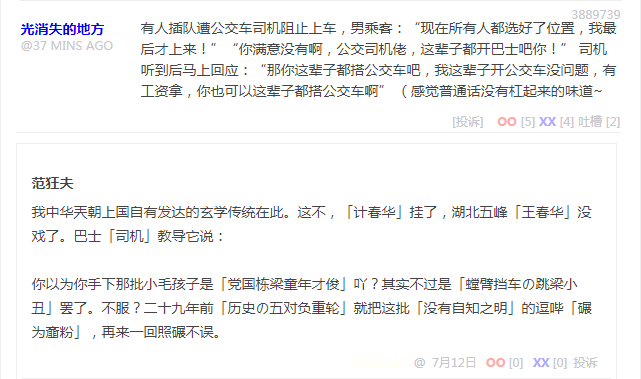 3889739
光消失的地方
@37 MINS AGO
有人插队遭公交车司机阻止上车，男乘客：“现在所有人都选好了位置，我最
后才上来！”“你满意没有啊，公交司机佬，这辈子都开巴士吧你！” 司机
听到后马上回应：“那你这辈子都搭公交车吧，我这辈子开公交车没问题，有
工资拿，你也可以这辈子都搭公交车啊” （感觉普通话没有杠起来的味道~
[投诉] OO [5] XX [4] 吐槽 [2]
范狂夫
我中华天朝上国自有发达的玄学传统在此。这不，「计春华」挂了，湖北五峰「王春华」没
戏了。巴士「司机」教导它说：
你以为你手下那批小毛孩子是「党国栋梁童年才俊」吖？其实不过是「螳臂挡车の跳梁小
丑」罢了。不服？二十九年前「历史の五对负重轮」就把这批「没有自知之明」的逗哔「碾
为齑粉」，再来一回照碾不误。
@ 7月12日 OO [0] XX [0] 投诉